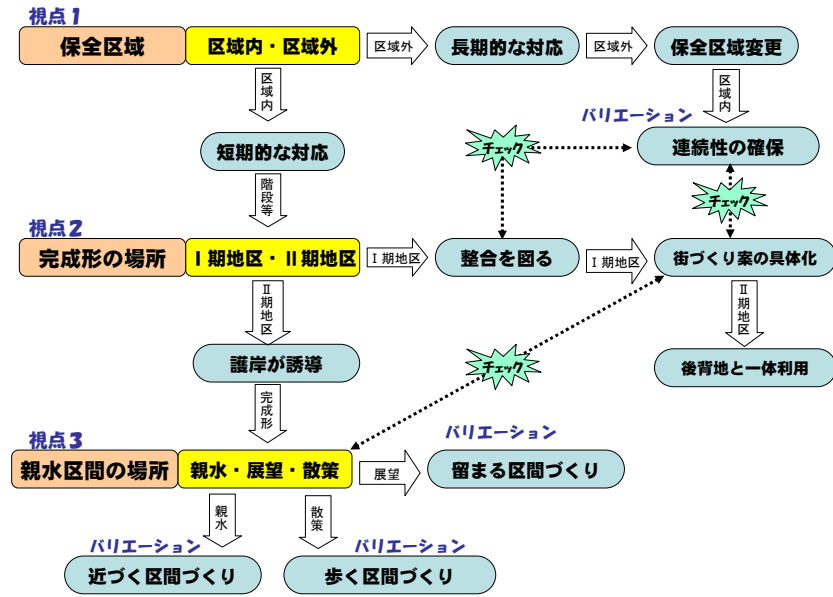 視点1
保全区域
区域内・区域外
区域外
長期的な対応
区域外
保全区域変更
区域内
区域内
バリエーション
短期的な対応
チェック
連続性の確保
階段等
チェック
視点2
完成形の場所
Ⅰ期地区・Ⅱ期地区
Ⅰ期地区
整合を図る
Ⅰ期地区
街づくり案の具体化
Ⅱ期地区
Ⅱ期地区
護岸が誘導
チェック
後背地と一体利用
完成形
視点3
バリエーション
親水区間の場所
親水・展望・散策
展望
留まる区間づくり
親水
散策
バリエーション
バリエーション
近づく区間づくり
歩く区間づくり